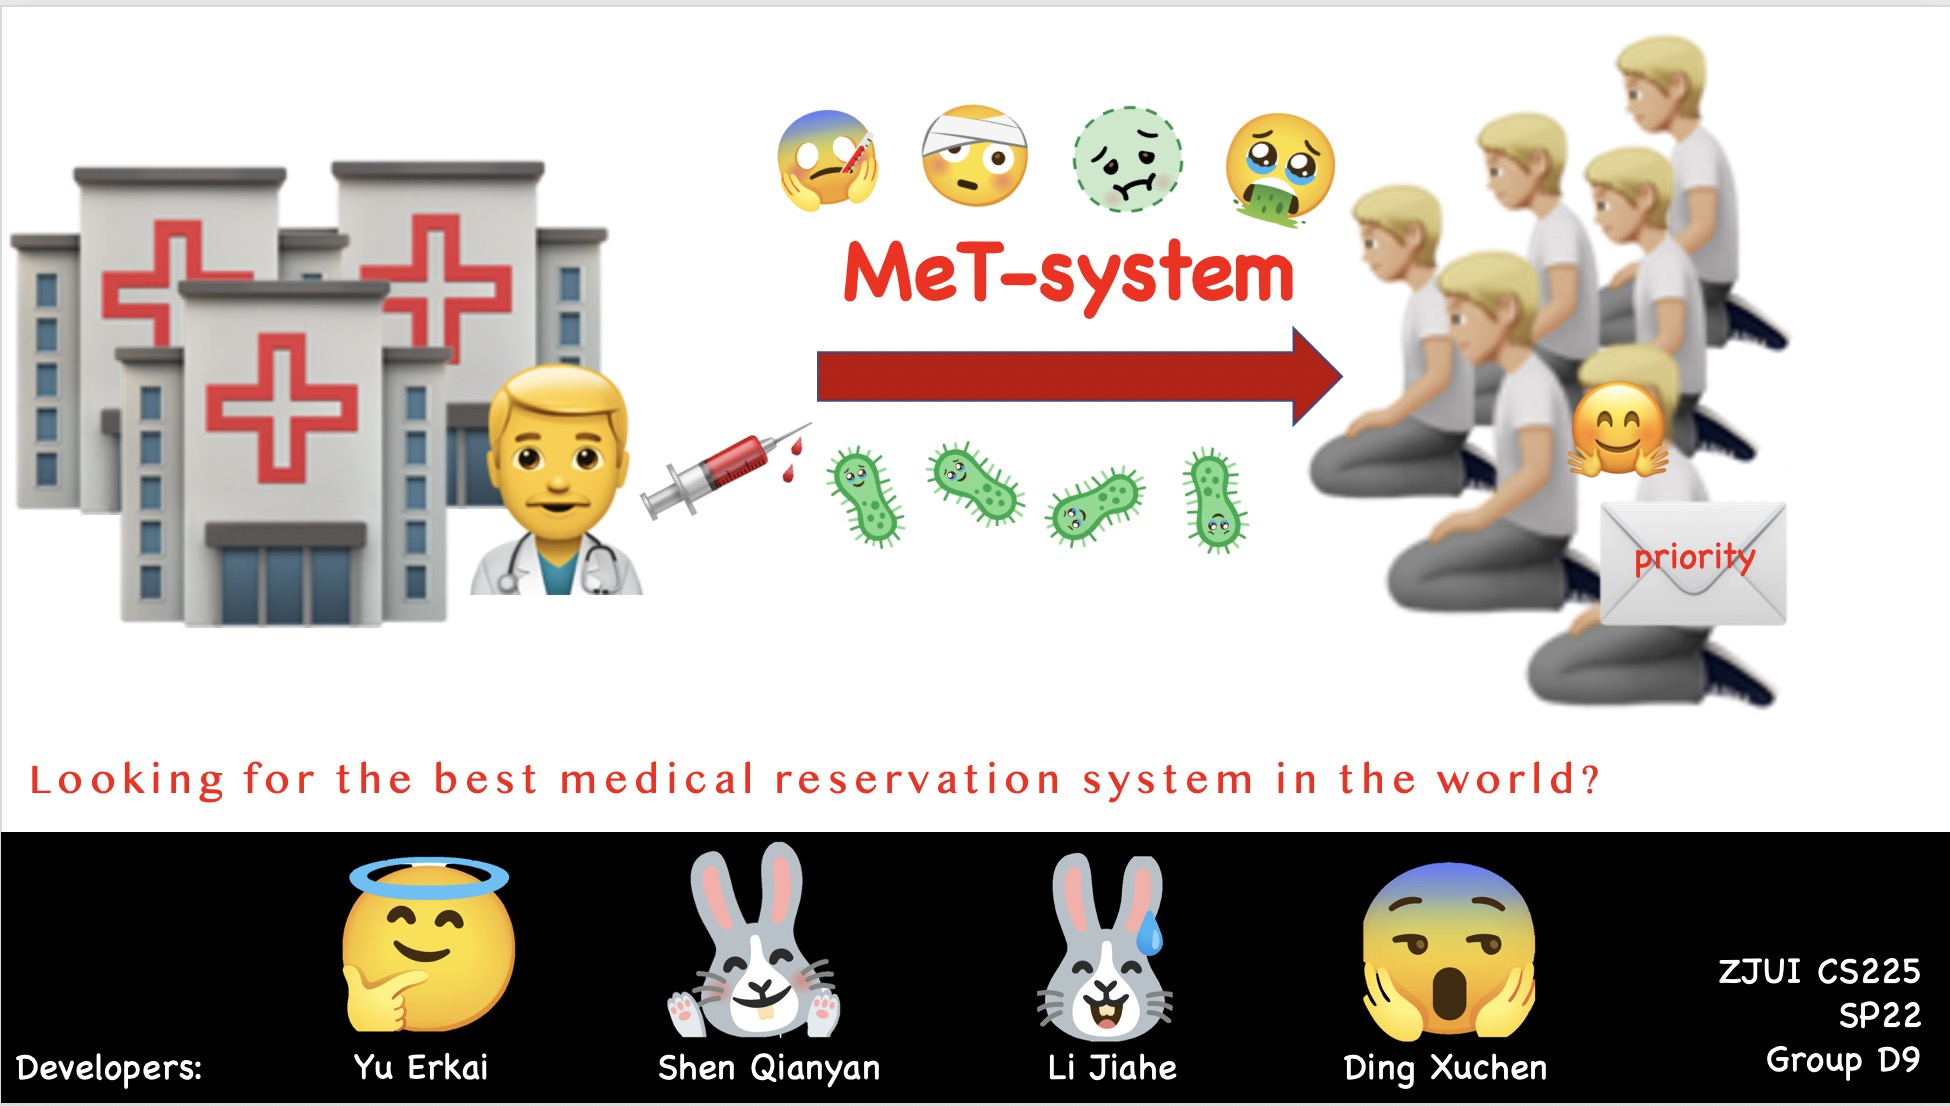 MeT-system
priority
Looking for the best medical reservation system in the world?
ZJUI CS225
SP22
Group D9
Developers:
Yu Erkai
Shen Qianyan
Li Jiahe
Ding Xuchen